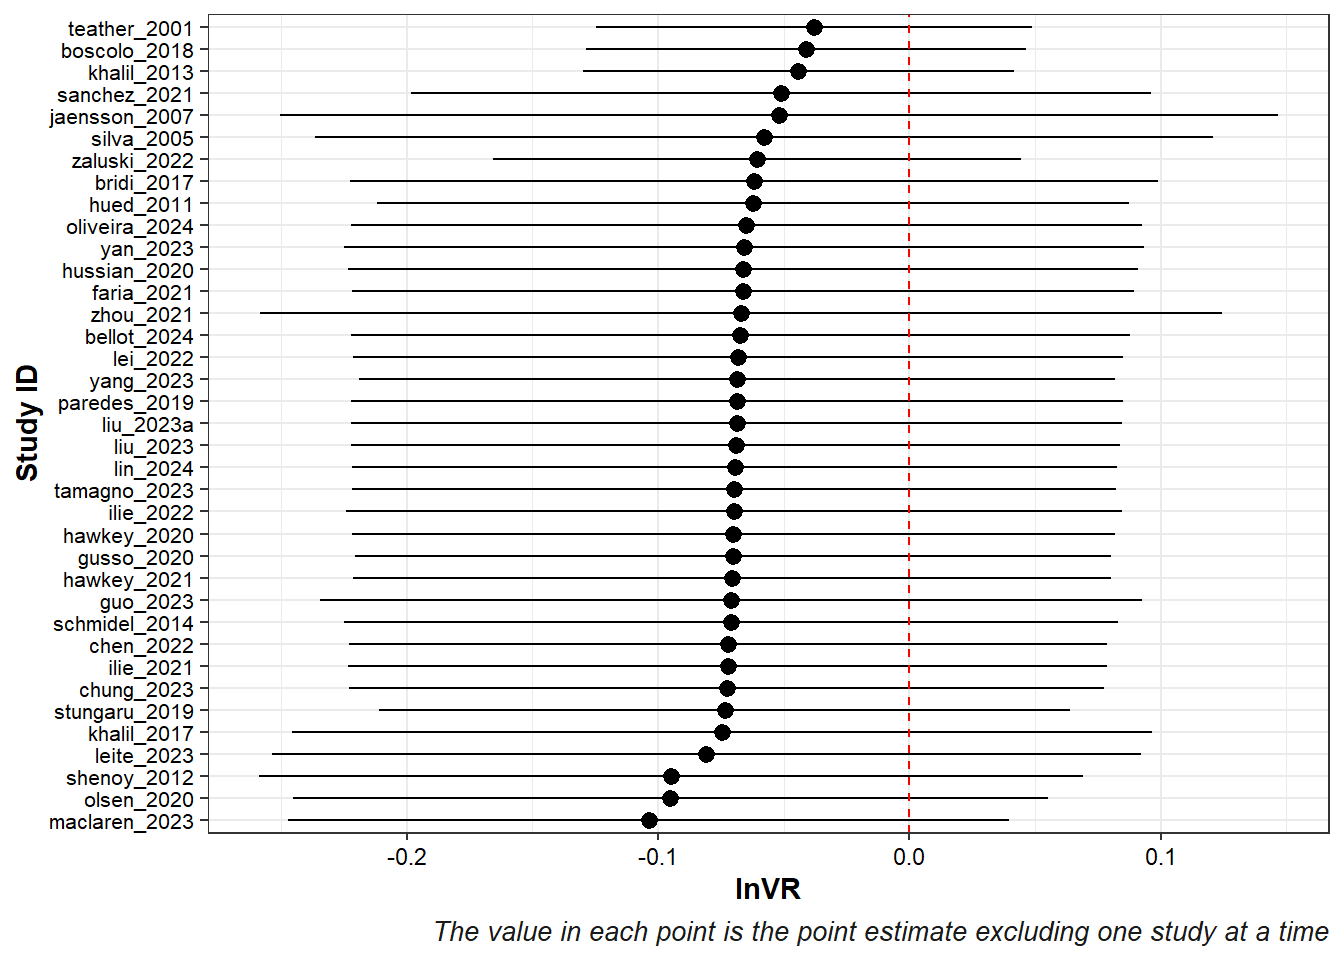 teather_2001
boscolo_2018
khalil_2013
sanchez_2021
jaensson_2007
silva_2005
zaluski_2022
bridi_2017
hued_2011
oliveira_2024
yan_2023
hussian_2020
faria_2021
zhou_2021
bellot_2024
lei_2022
yang_2023
paredes_2019
liu_2023a
liu_2023
lin_2024
tamagno_2023
ilie_2022
hawkey_2020
gusso_2020
hawkey_2021
guo_2023
schmidel_2014
chen_2022
ilie_2021
chung_2023
stungaru_2019
khalil_2017
leite_2023
shenoy_2012
olsen_2020
maclaren_2023
Study ID
-0.2 -0.1 0.0 0.1
lnVR
The value in each point is the point estimate excluding one study at a time